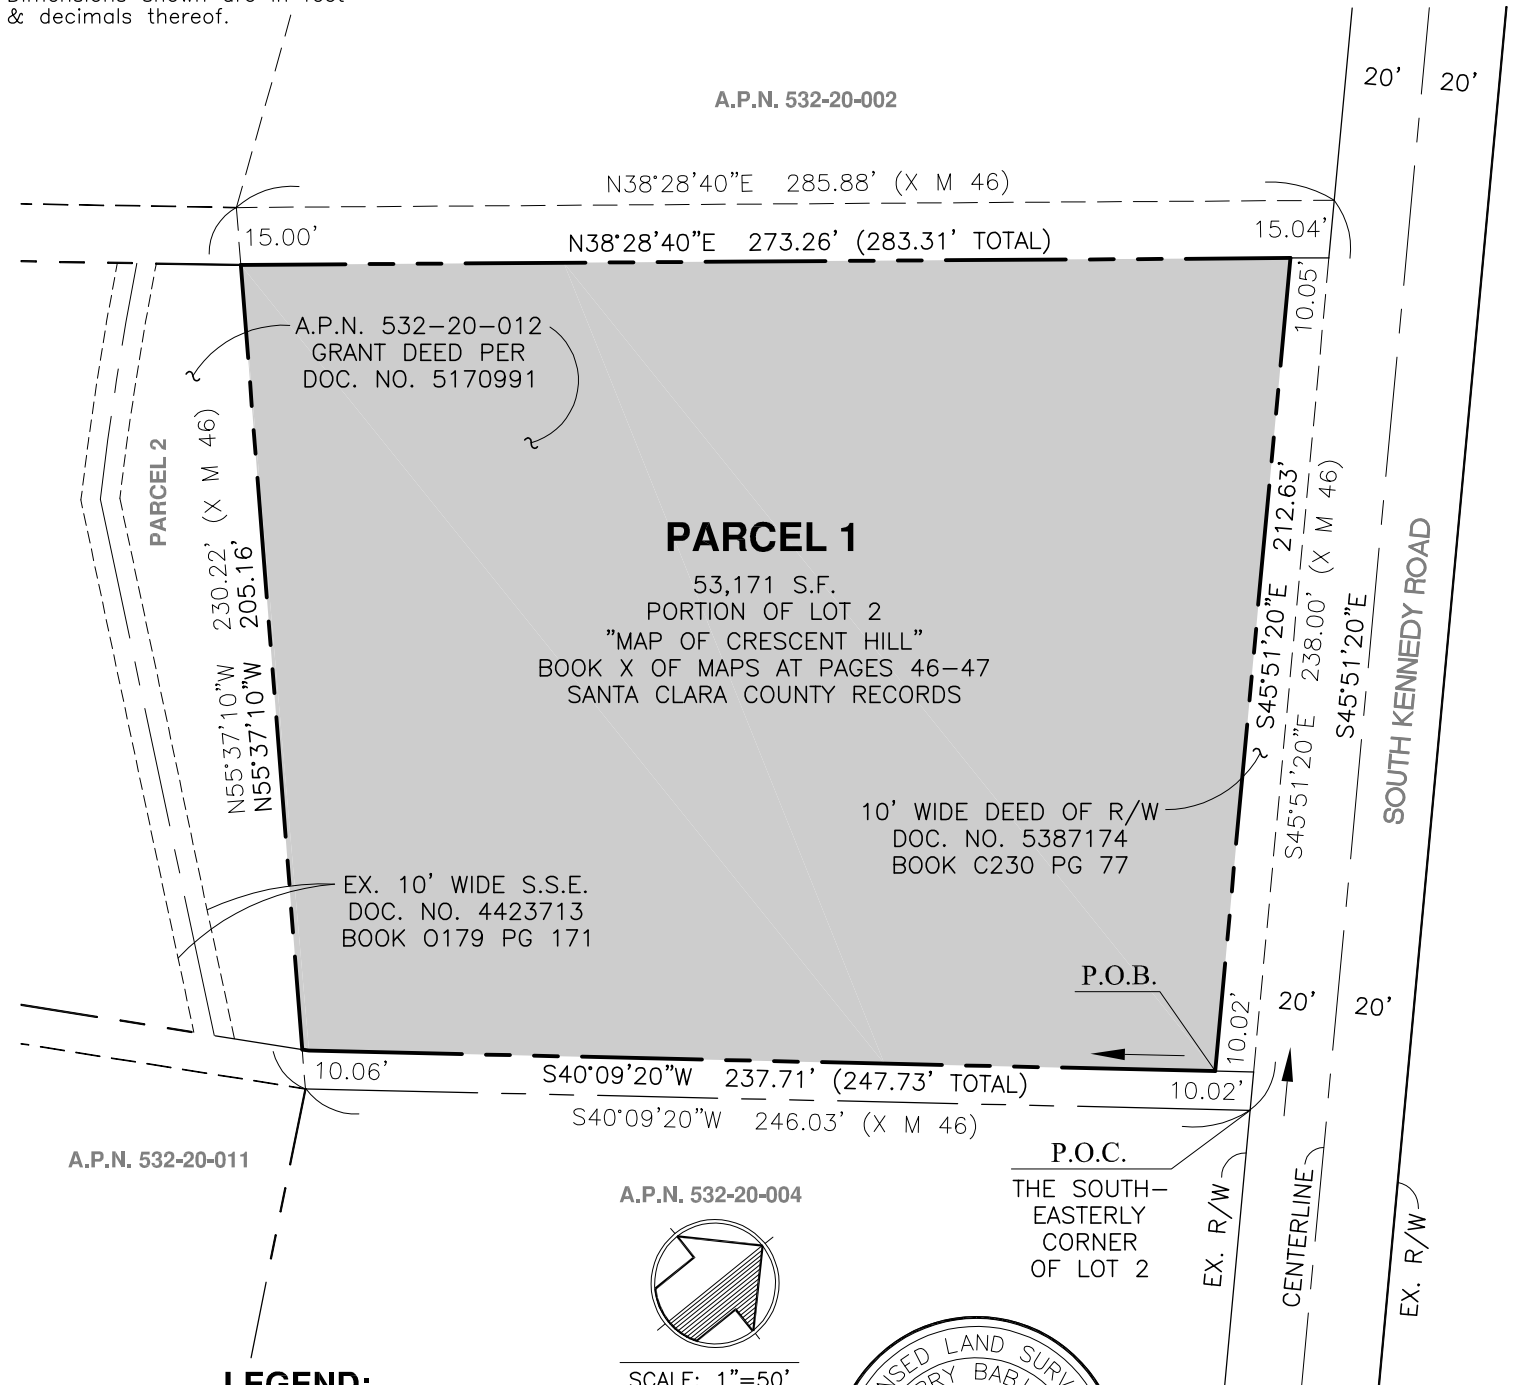 & decimals thereof.
20' 20'
A.P.N. 532-20-002
N38°28'40"E 285.88' (X M 46)
15.00'
N38°28'40"E 273.26' (283.31' TOTAL)
15.04'
10.05'
A.P.N. 532-20-012
GRANT DEED PER
DOC. NO. 5170991
PARCEL 2
N55°37'10"W 230.22' (X M 46)
N55°37'10"W 205.16'
PARCEL 1
53,171 S.F.
PORTION OF LOT 2
"MAP OF CRESCENT HILL"
BOOK X OF MAPS AT PAGES 46-47
SANTA CLARA COUNTY RECORDS
S45°51'20"E 212.63'
S45°51'20"E 238.00' (X M 46)
S45°51'20"E
SOUTH KENNEDY ROAD
10' WIDE DEED OF R/W
DOC. NO. 5387174
BOOK C230 PG 77
EX. 10' WIDE S.S.E.
DOC. NO. 4423713
BOOK O179 PG 171
P.O.B.
10.02'
20' 20'
10.06'
S40°09'20"W 237.71' (247.73' TOTAL)
10.02'
S40°09'20"W 246.03' (X M 46)
P.O.C.
THE SOUTH-
EASTERLY
CORNER
OF LOT 2
A.P.N. 532-20-011
A.P.N. 532-20-004
EX. R/W
CENTERLINE
EX. R/W
SCALE: 1"=50'
LEGEND:
LAND